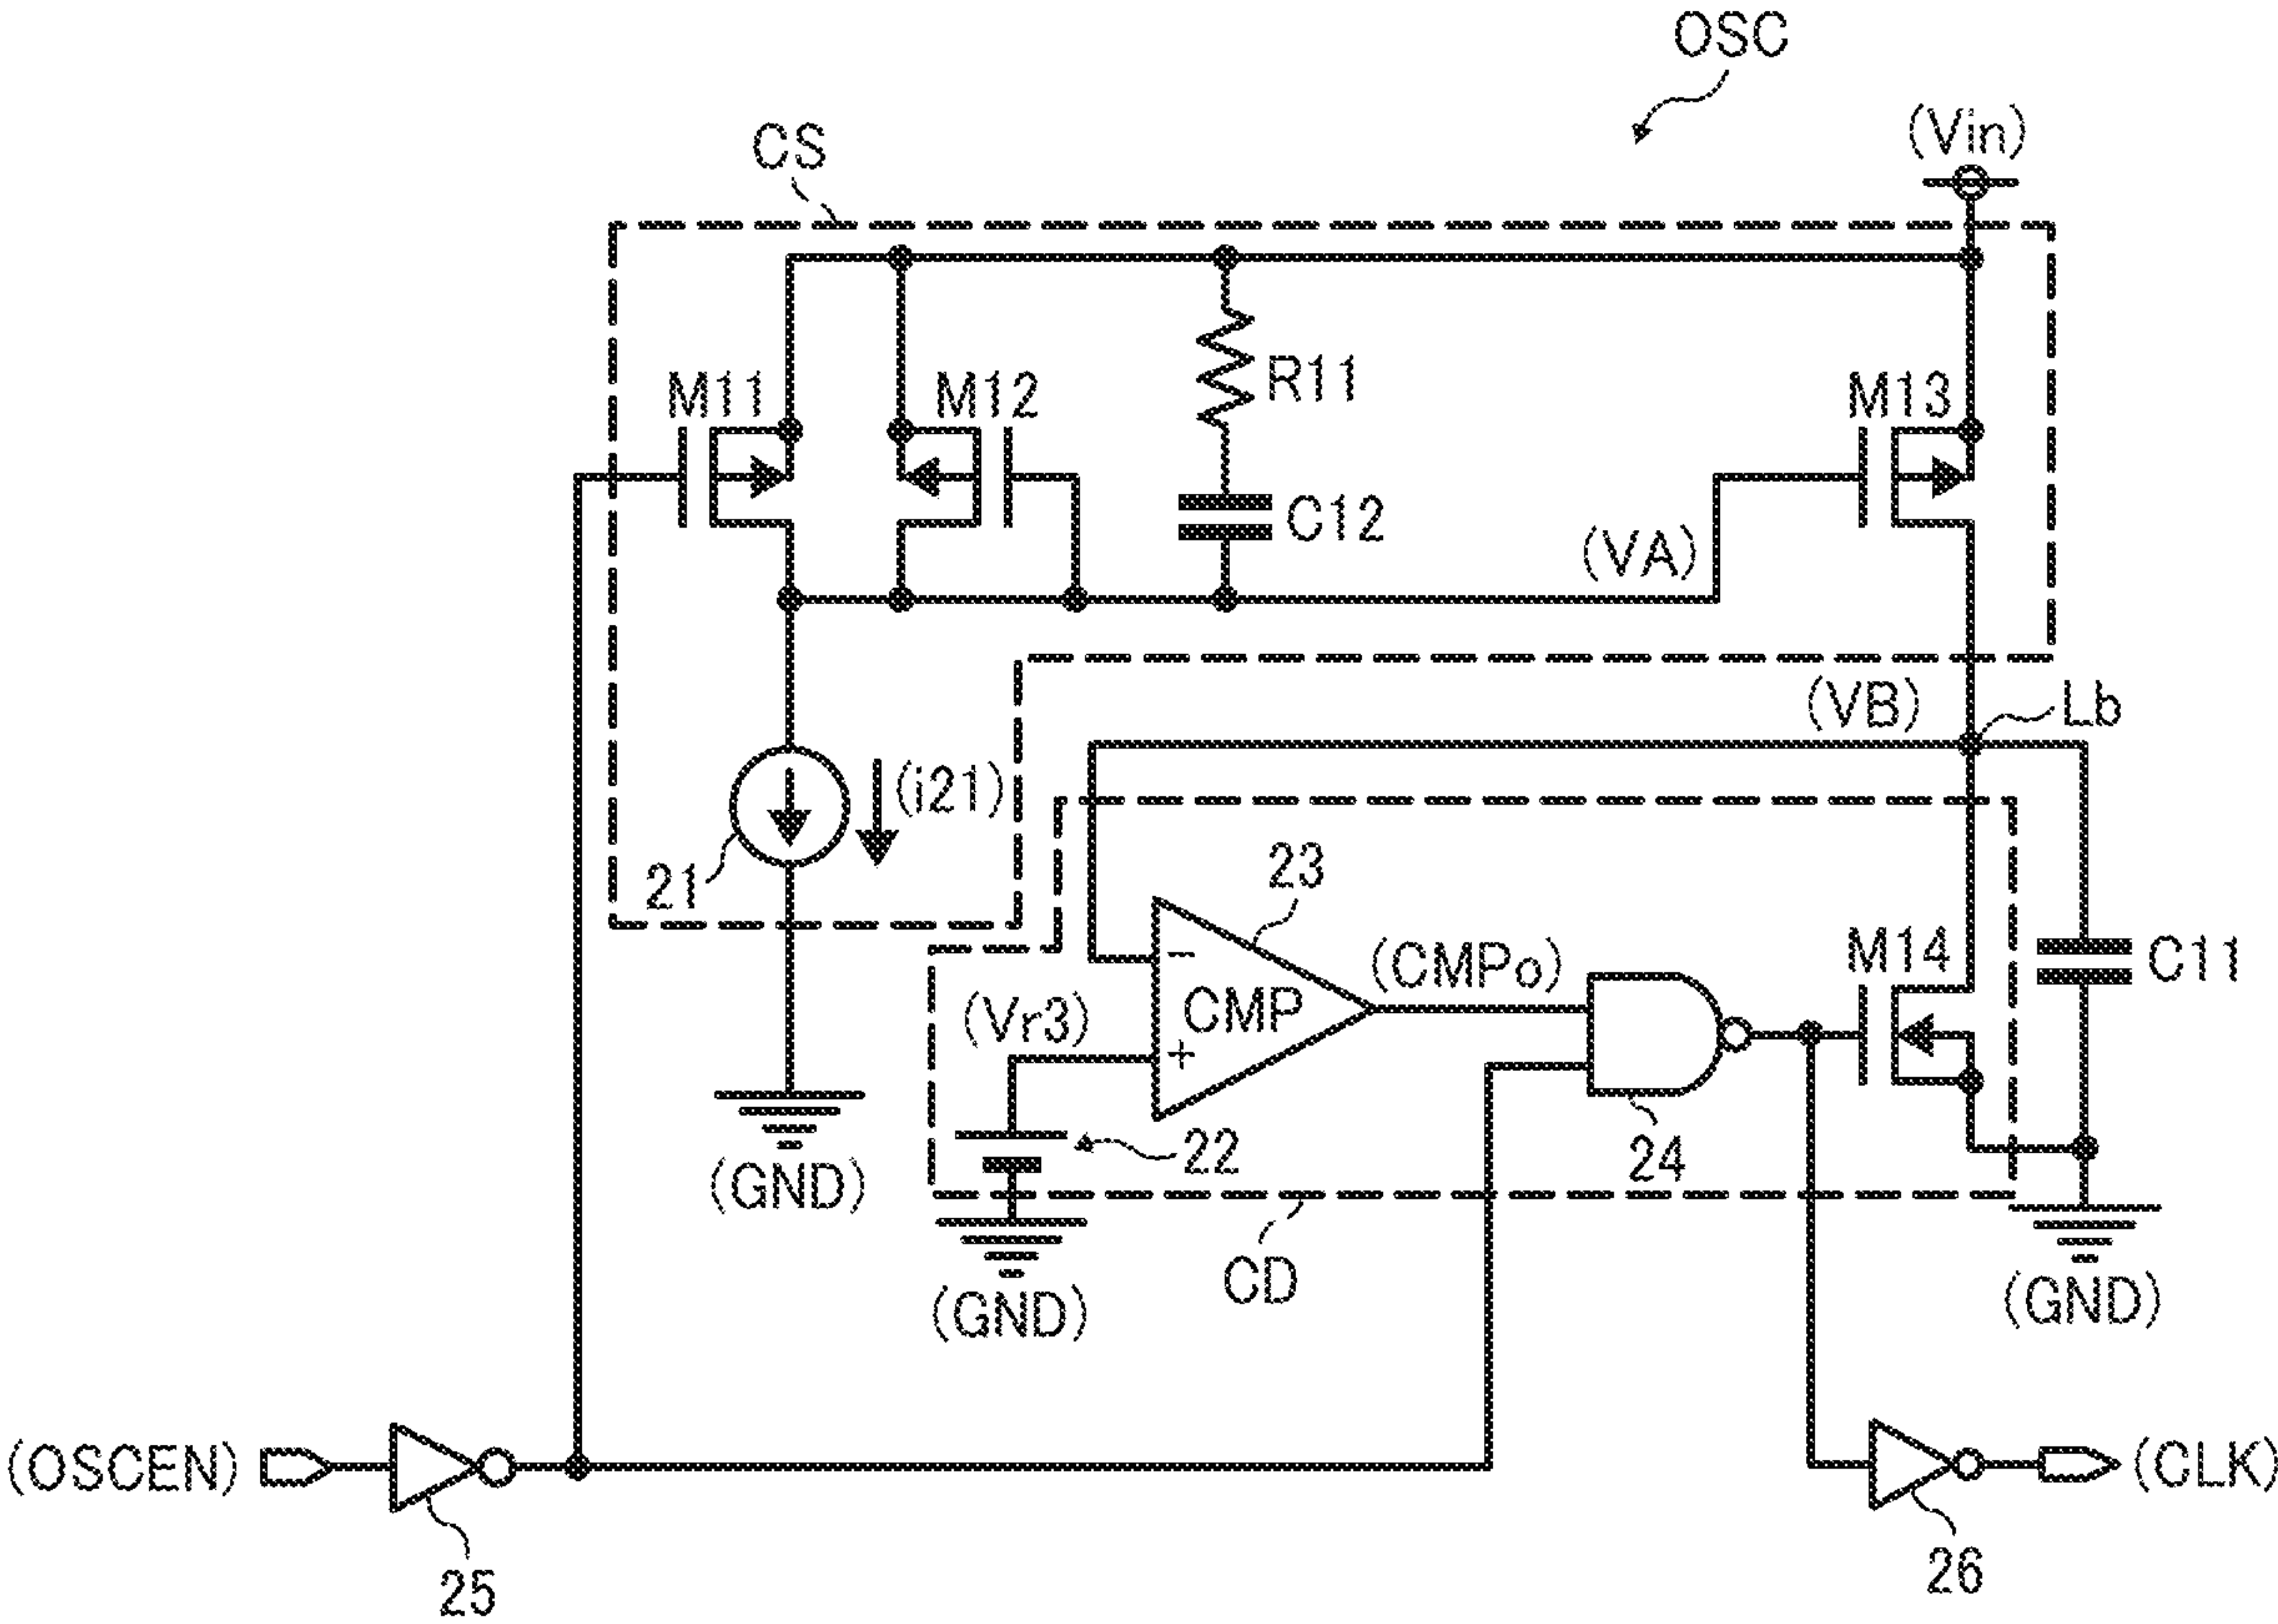 OSC
(Vin)
CS
M11
M12
R11
M13
C12
(VA)
(VB)
Lb
(i21)
21
23
(CMPo)
M14
C11
−
CMP
+
(Vr3)
22
24
(GND)
(GND)
CD
(GND)
(OSCEN)
(CLK)
25
26